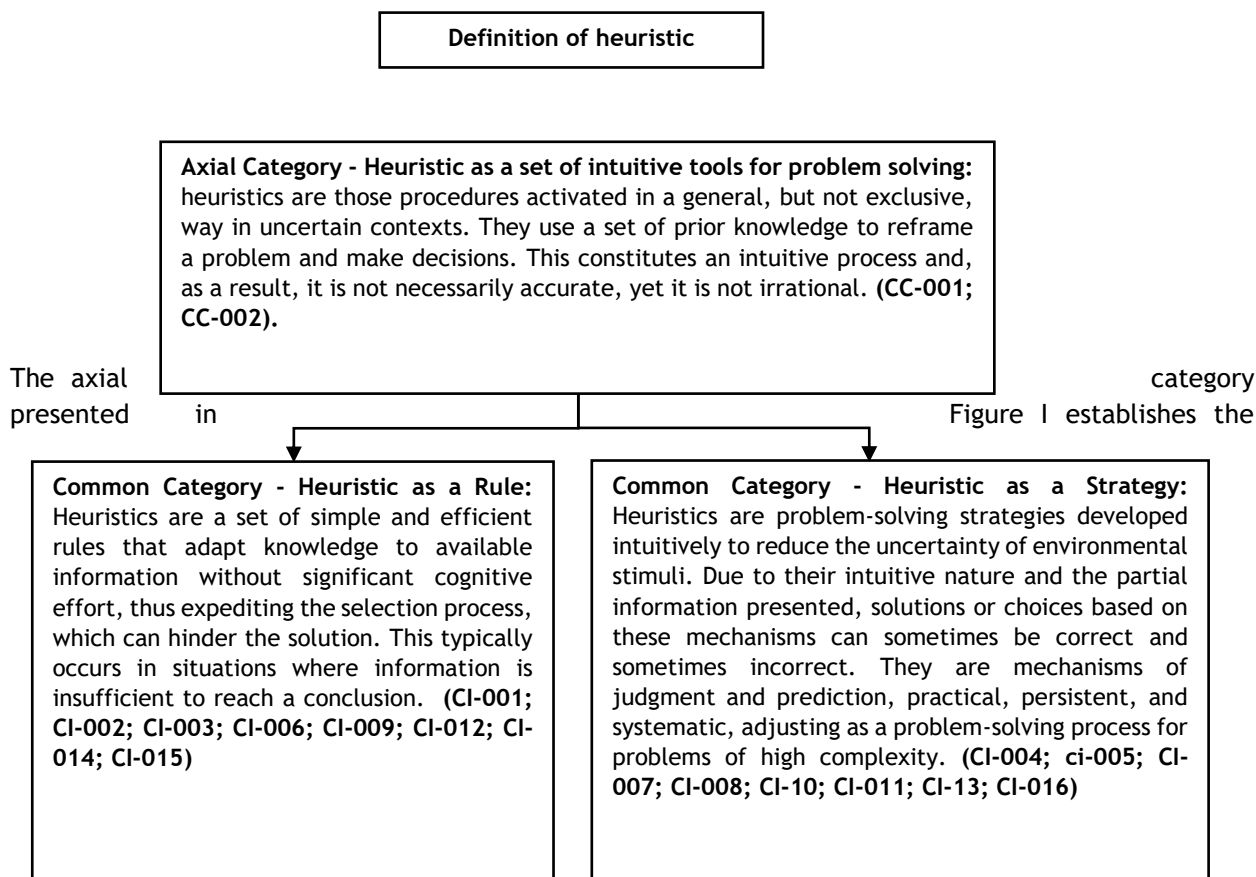 Definition of heuristic
Axial Category - Heuristic as a set of intuitive tools for problem solving:
heuristics are those procedures activated in a general, but not exclusive,
way in uncertain contexts. They use a set of prior knowledge to reframe
a problem and make decisions. This constitutes an intuitive process and,
as a result, it is not necessarily accurate, yet it is not irrational. (CC-001;
CC-002).
The axial category
presented in Figure I establishes the
Common Category - Heuristic as a Rule:
Heuristics are a set of simple and efficient
rules that adapt knowledge to available
information without significant cognitive
effort, thus expediting the selection process,
which can hinder the solution. This typically
occurs in situations where information is
insufficient to reach a conclusion. (CI-001;
CI-002; CI-003; CI-006; CI-009; CI-012; CI-
014; CI-015)
Common Category - Heuristic as a Strategy:
Heuristics are problem-solving strategies developed
intuitively to reduce the uncertainty of environmental
stimuli. Due to their intuitive nature and the partial
information presented, solutions or choices based on
these mechanisms can sometimes be correct and
sometimes incorrect. They are mechanisms of
judgment and prediction, practical, persistent, and
systematic, adjusting as a problem-solving process for
problems of high complexity. (CI-004; ci-005; CI-
007; CI-008; CI-10; CI-011; CI-13; CI-016)